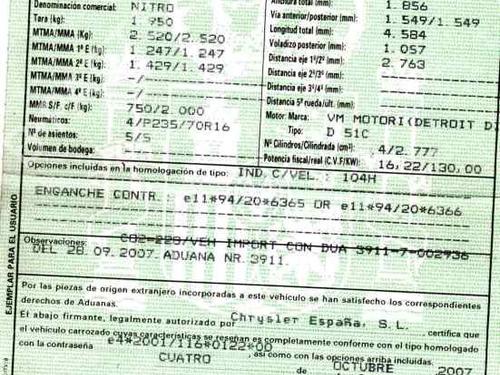 Denominación comercial: NITRO
Tara (kg): 1 950
MTMA/MMA (Kg): 2.520/2.520
MTMA/MMA 1º E (kg): 1 247/1.247
MTMA/MMA 2º E (kg): 1.429/1.429
MTMA/MMA 3º E (kg): -/-
MTMA/MMA 4º E (kg): -/-
MMR S/F. c/F (kg): 750/2.000
Neumáticos: 4/P235/70R16
Nº de asientos: 5/5
Volumen de bodega:
Anchura total (mm): 1.856
Vía anterior/posterior (mm): 1.549/1.549
Longitud total (mm): 4.584
Voladizo posterior (mm): 1.057
Distancia eje 1º/2º (mm): 2.763
Distancia eje 2º/3º (mm):
Distancia eje 3º/4º (mm):
Distancia 5ª rueda/ult. (mm):
Motor: Marca: VM MOTORI(DETROIT DI
Tipo: D 51C
Nº Cilindros/Cilindrada (cm³): 4/2.777
Potencia fiscal/real (C.V.F/KW): 16,22/130,00
Opciones incluidas en la homologación de tipo: IND.C/VEL.: 104H
ENGANCHE CONTR.: e11*94/20*6365 OR e11*94/20*6366
Observaciones: CO2-228/VEH IMPORT CON DUA 3911-7-002936
DEL 28.09.2007. ADUANA NR. 3911.
EJEMPLAR PARA EL USUARIO
Por las piezas de origen extranjero incorporadas a este vehículo se han satisfecho los correspondientes
derechos de Aduanas.
El abajo firmante, legalmente autorizado por Chrysler España, S.L. certifica que
el vehículo carrozado cuyas características se reseñan es completamente conforme con el tipo homologado
con la contraseña e4*2001/116*0122*00 , así como con las opciones arriba incluidas.
CUATRO de OCTUBRE ,2007